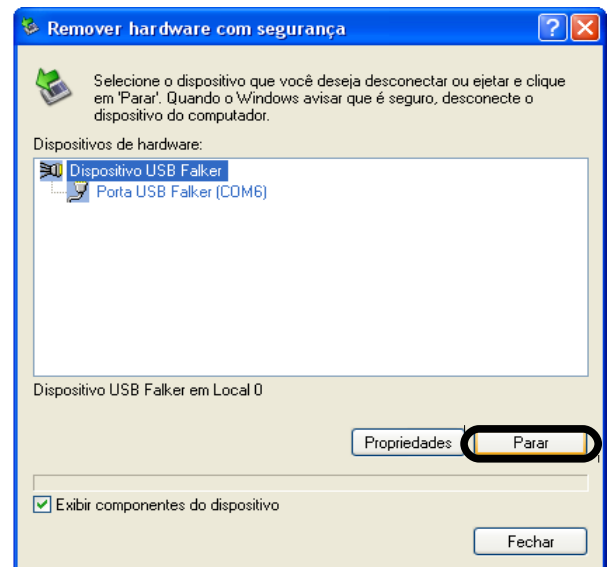 Remover hardware com segurança
Selecione o dispositivo que você deseja desconectar ou ejetar e clique
em 'Parar'. Quando o Windows avisar que é seguro, desconecte o
dispositivo do computador.
Dispositivos de hardware:
Dispositivo USB Falker
Porta USB Falker (COM6)
Dispositivo USB Falker em Local 0
Propriedades Parar
Exibir componentes do dispositivo
Fechar